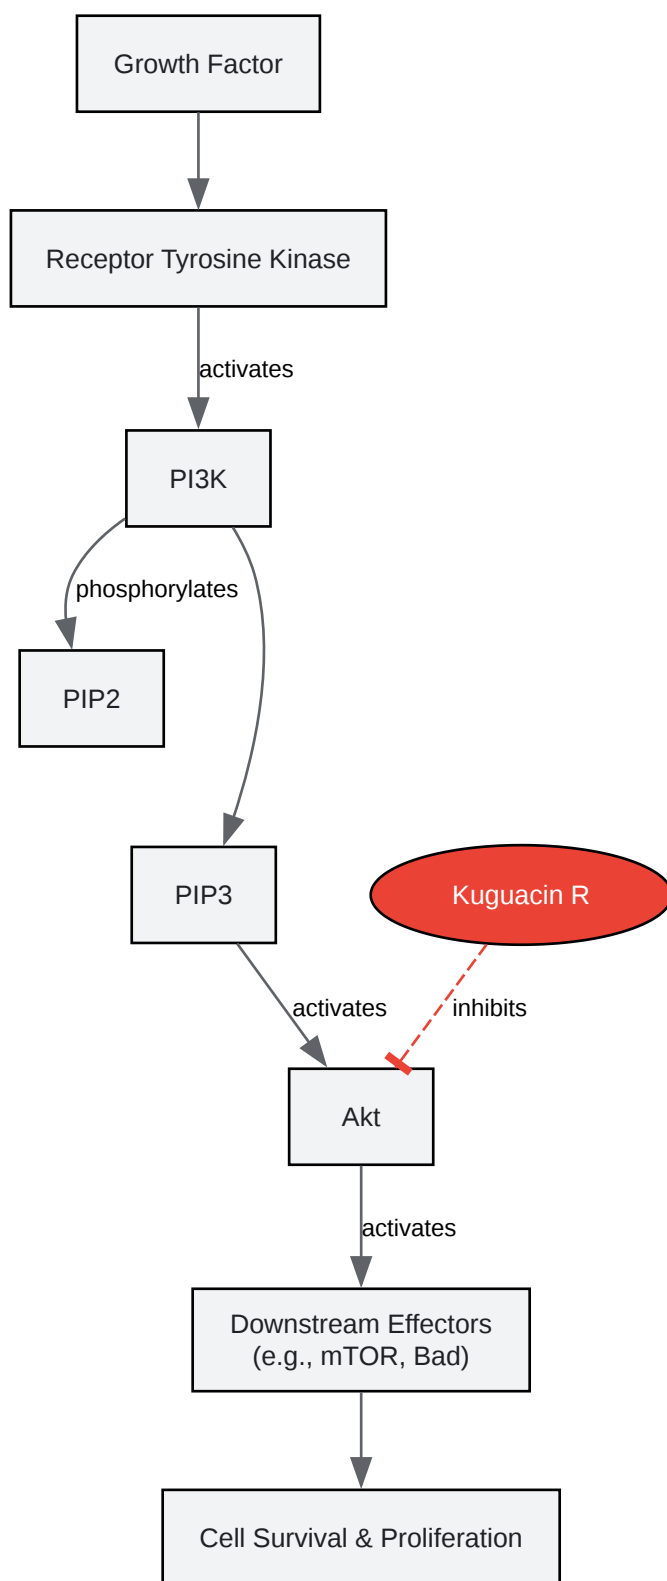 Growth Factor
Receptor Tyrosine Kinase
activates
PI3K
phosphorylates
PIP2
PIP3
Kuguacin R
activates
inhibits
Akt
activates
Downstream Effectors
(e.g., mTOR, Bad)
Cell Survival & Proliferation